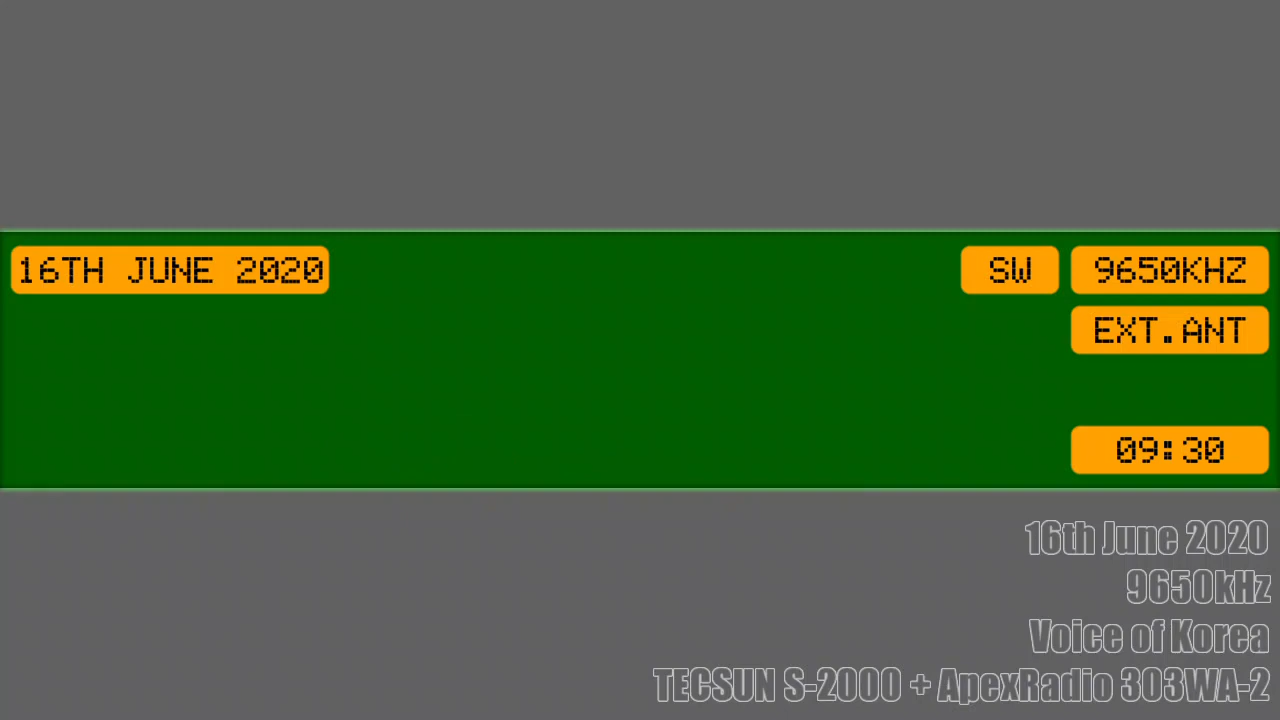 16TH JUNE 2020 SW 9650KHZ
EXT.ANT
09:30
16th June 2020
9650kHz
Voice of Korea
TECSUN S-2000 + ApexRadio 303WA-2